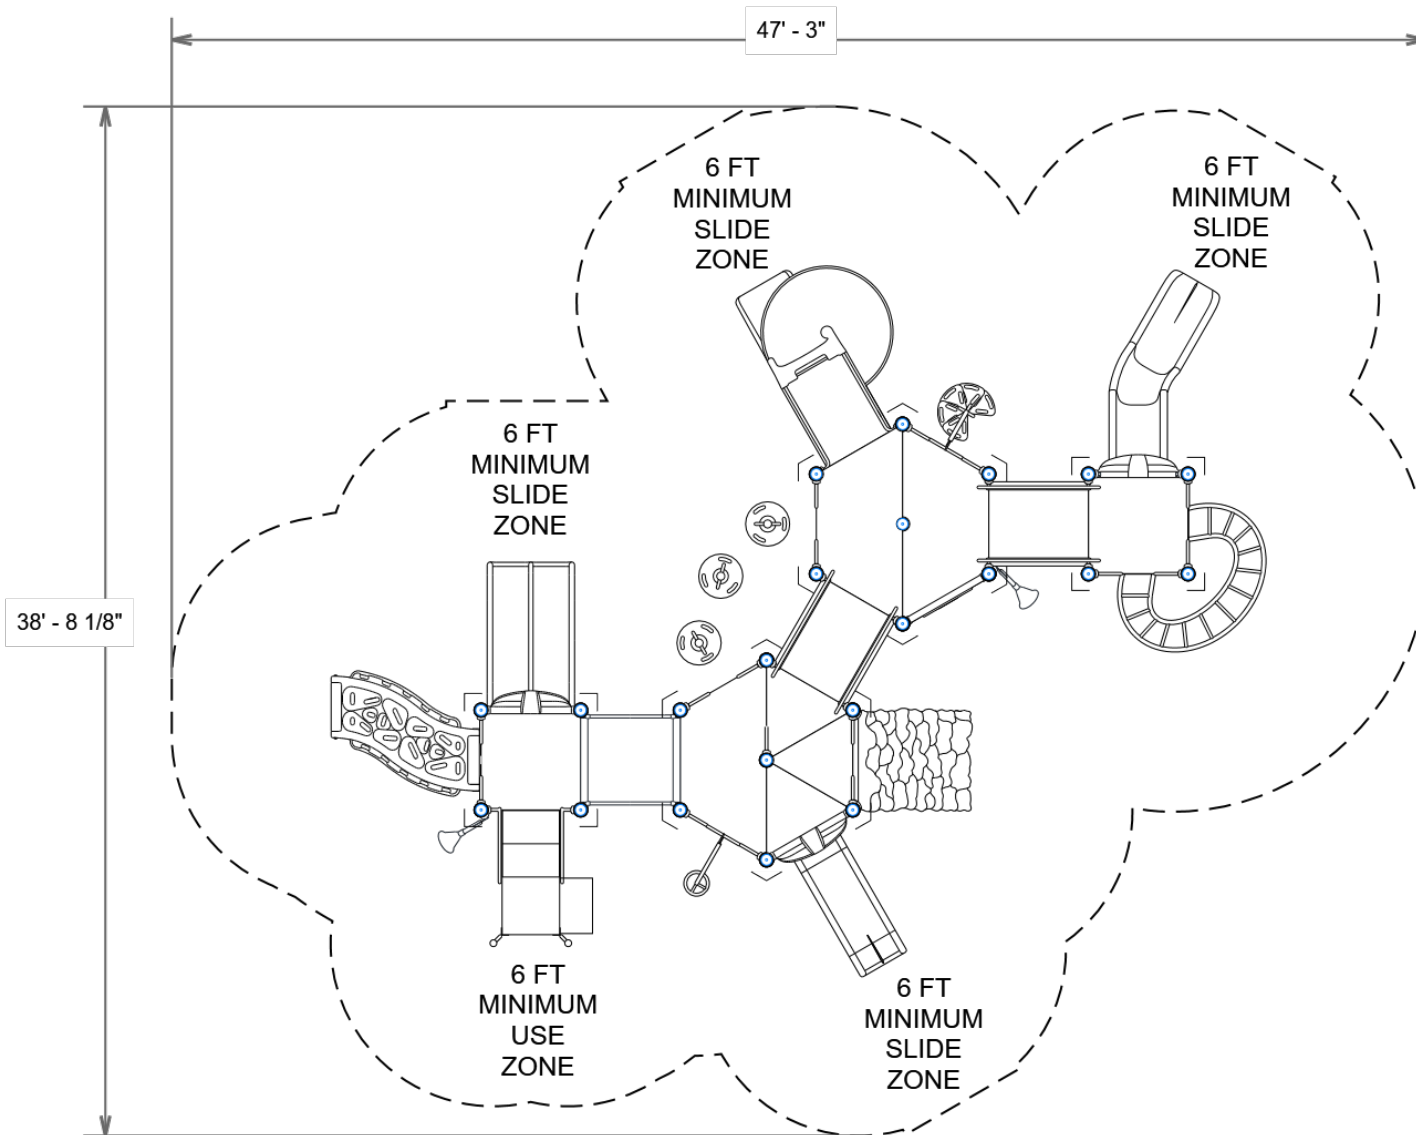 47' - 3"
6 FT
MINIMUM
SLIDE
ZONE
6 FT
MINIMUM
SLIDE
ZONE
6 FT
MINIMUM
SLIDE
ZONE
38' - 8 1/8"
6 FT
MINIMUM
USE
ZONE
6 FT
MINIMUM
SLIDE
ZONE